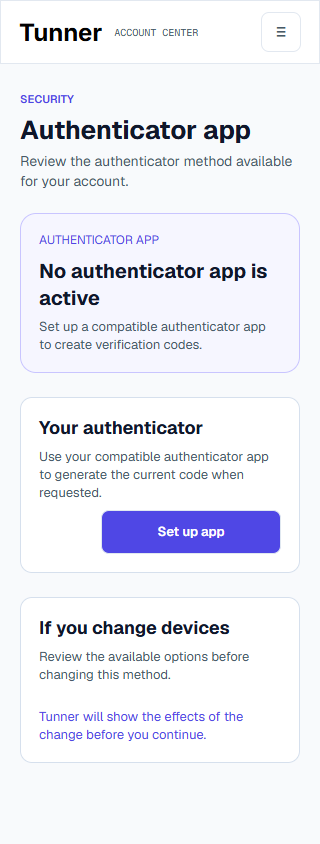 Tunner ACCOUNT CENTER ☰
SECURITY
Authenticator app
Review the authenticator method available
for your account.
AUTHENTICATOR APP
No authenticator app is
active
Set up a compatible authenticator app
to create verification codes.
Your authenticator
Use your compatible authenticator app
to generate the current code when
requested.
Set up app
If you change devices
Review the available options before
changing this method.
Tunner will show the effects of the
change before you continue.